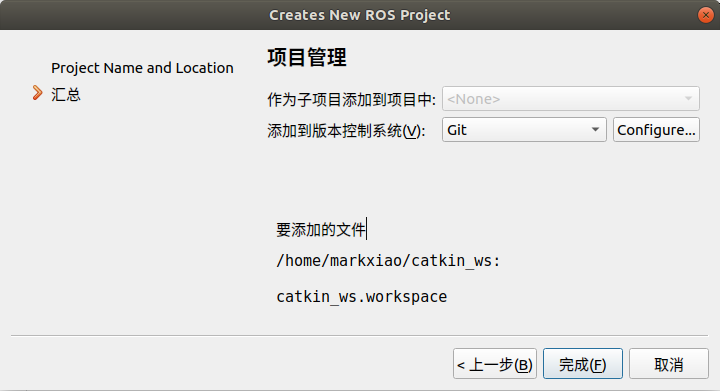 Creates New ROS Project
Project Name and Location
汇总
项目管理
作为子项目添加到项目中: <None>
添加到版本控制系统(V): Git Configure...
要添加的文件
/home/markxiao/catkin_ws:
catkin_ws.workspace
< 上一步(B) 完成(F) 取消